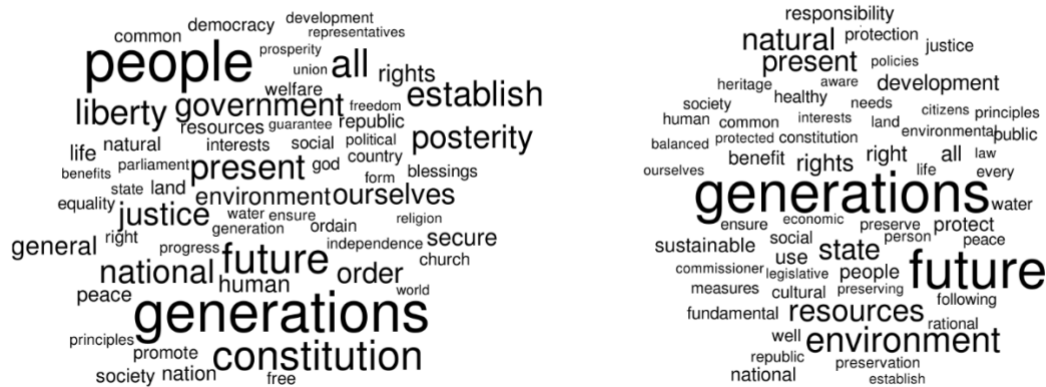 development
common democracy representatives
people prosperity all rights
union
welfare establish
liberty government freedom
resources guarantee republic
life natural interests social political posterity
benefits parliament present god country
form blessings
state land environment ourselves
equality justice water ensure religion
generation ordain
general right progress independence secure
future church
national human order
peace world
generations
principles promote constitution
society nation free
responsibility
natural protection justice
present policies
heritage aware development
society healthy needs citizens principles
human common interests land environmental public
balanced protected constitution
benefit rights right all law
ourselves life every
generations water
ensure economic preserve protect
sustainable social state person peace
use
commissioner legislative people future
measures cultural preserving following
fundamental resources rational
well environment
republic preservation
national establish